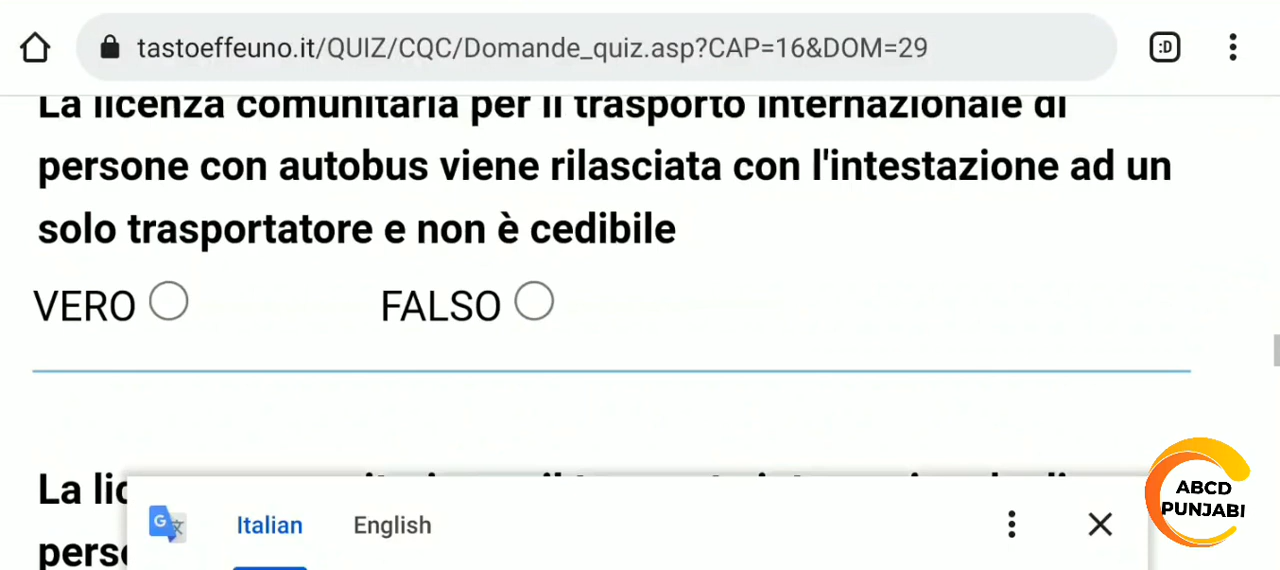 tastoeffeuno.it/QUIZ/CQC/Domande_quiz.asp?CAP=16&DOM=29
:D
La licenza comunitaria per il trasporto internazionale di
persone con autobus viene rilasciata con l'intestazione ad un
solo trasportatore e non è cedibile
VERO FALSO
La
Italian English
ABCD
PUNJABI